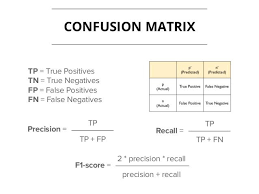 CONFUSION MATRIX
TP = True Positives
TN = True Negatives
FP = False Positives
FN = False Negatives
p' (Predicted) n' (Predicted)
p (Actual) True Positive False Negative
n (Actual) False Positive True Negative
Precision = TP / TP + FP
Recall = TP / TP + FN
F1-score = 2 * precision * recall / precision + recall